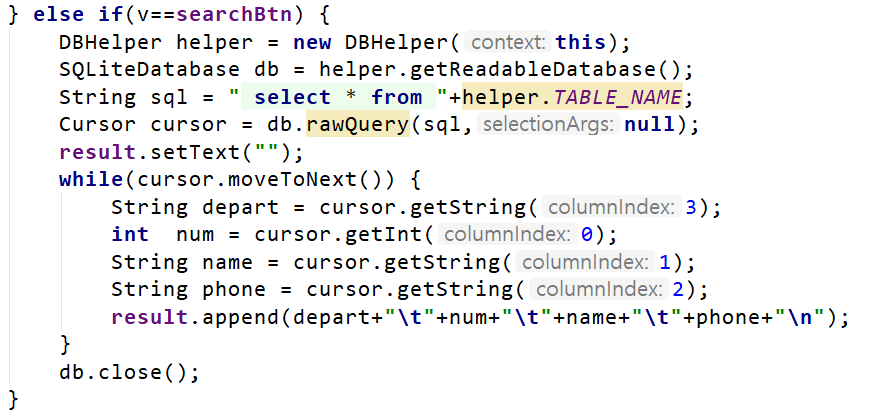 } else if(v==searchBtn) {
    DBHelper helper = new DBHelper( context: this);
    SQLiteDatabase db = helper.getReadableDatabase();
    String sql = " select * from "+helper.TABLE_NAME;
    Cursor cursor = db.rawQuery(sql, selectionArgs: null);
    result.setText("");
    while(cursor.moveToNext()) {
        String depart = cursor.getString( columnIndex: 3);
        int  num = cursor.getInt( columnIndex: 0);
        String name = cursor.getString( columnIndex: 1);
        String phone = cursor.getString( columnIndex: 2);
        result.append(depart+"\t"+num+"\t"+name+"\t"+phone+"\n");
    }
    db.close();
}